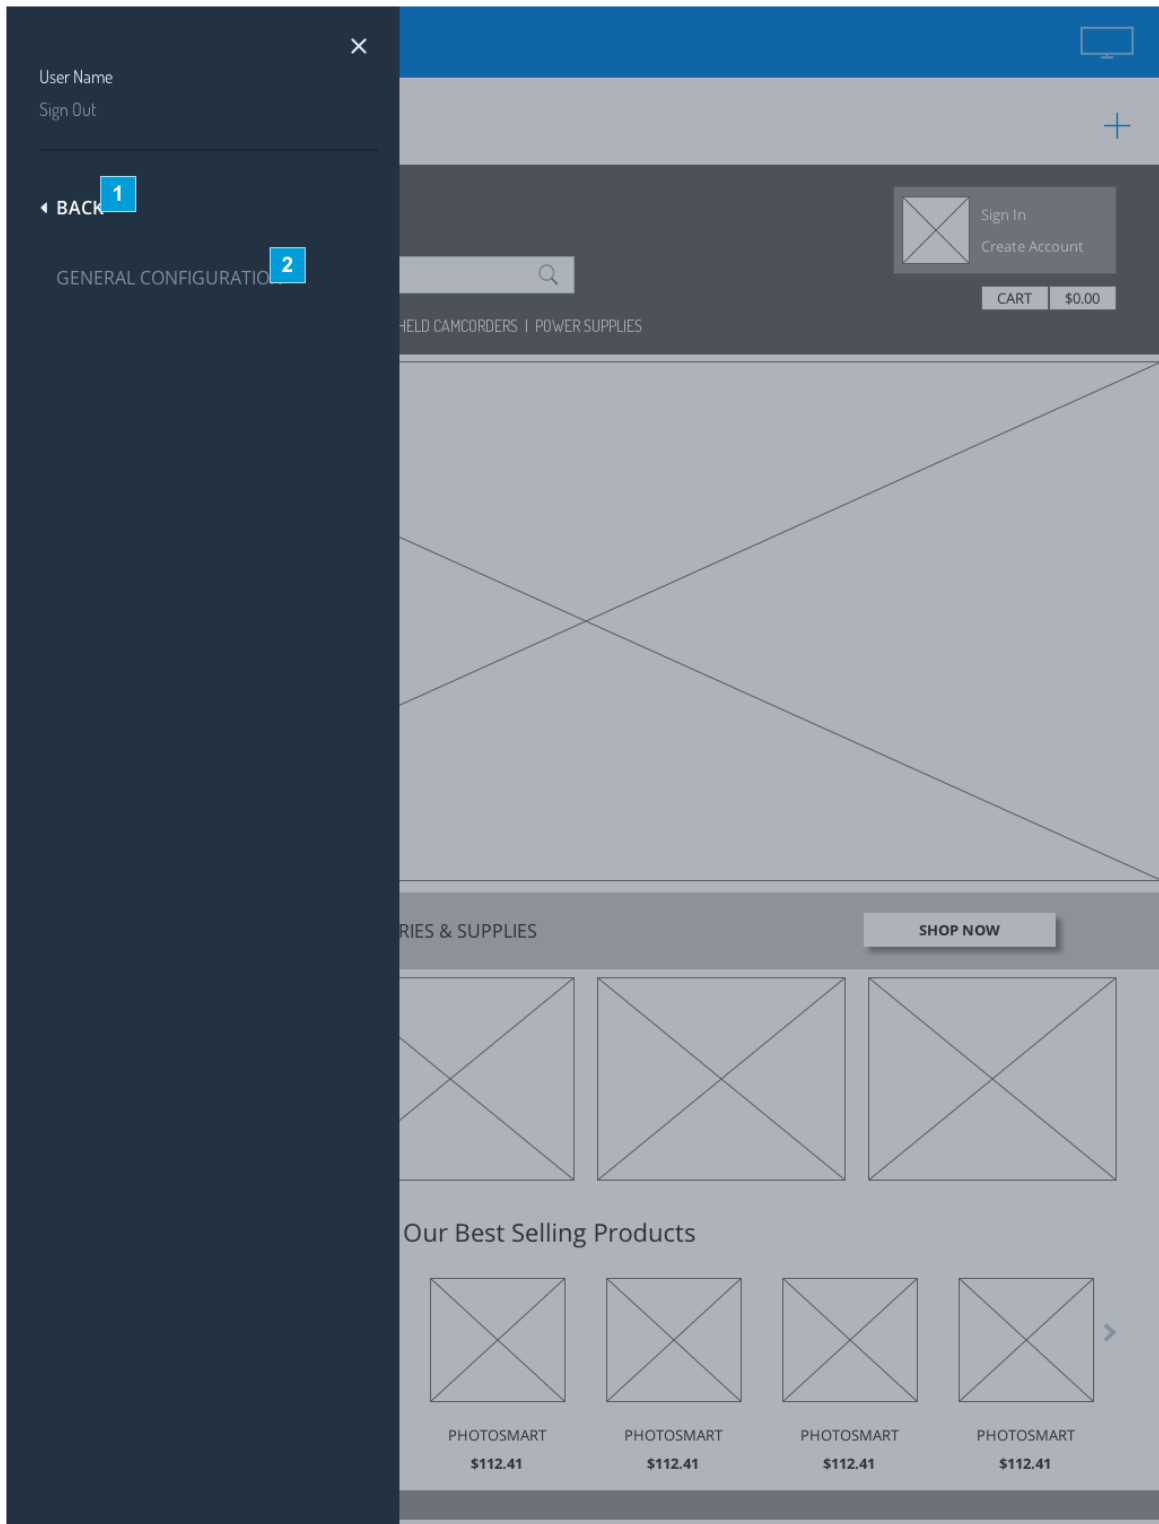 User Name
Sign Out
BACK
1
GENERAL CONFIGURATION
2
Sign In
Create Account
CART $0.00
HELD CAMCORDERS | POWER SUPPLIES
RIES & SUPPLIES
SHOP NOW
Our Best Selling Products
PHOTOSMART PHOTOSMART PHOTOSMART PHOTOSMART
$112.41 $112.41 $112.41 $112.41